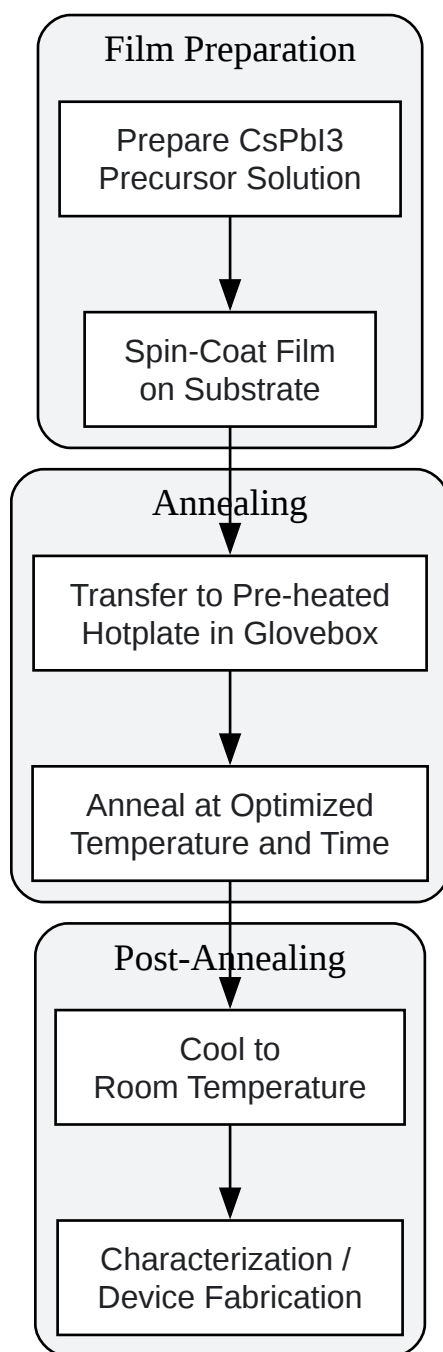 Film Preparation
Prepare CsPbI3
Precursor Solution
Spin-Coat Film
on Substrate
Annealing
Transfer to Pre-heated
Hotplate in Glovebox
Anneal at Optimized
Temperature and Time
Post-Annealing
Cool to
Room Temperature
Characterization /
Device Fabrication